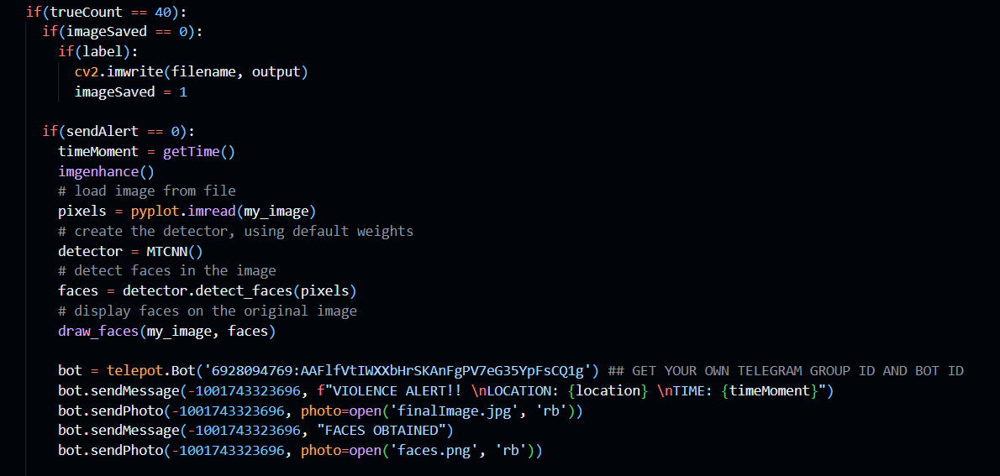 if(trueCount == 40):
if(imageSaved == 0):
if(label):
cv2.imwrite(filename, output)
imageSaved = 1
if(sendAlert == 0):
timeMoment = getTime()
imgenhance()
# load image from file
pixels = pyplot.imread(my_image)
# create the detector, using default weights
detector = MTCNN()
# detect faces in the image
faces = detector.detect_faces(pixels)
# display faces on the original image
draw_faces(my_image, faces)
bot = telepot.Bot('6928094769:AAFlfVtIWXXbHrSKAnFgPV7eG35YpFsCQ1g') ## GET YOUR OWN TELEGRAM GROUP ID AND BOT ID
bot.sendMessage(-1001743323696, f"VIOLENCE ALERT!! \nLOCATION: {location} \nTIME: {timeMoment}")
bot.sendPhoto(-1001743323696, photo=open('finalImage.jpg', 'rb'))
bot.sendMessage(-1001743323696, "FACES OBTAINED")
bot.sendPhoto(-1001743323696, photo=open('faces.png', 'rb'))